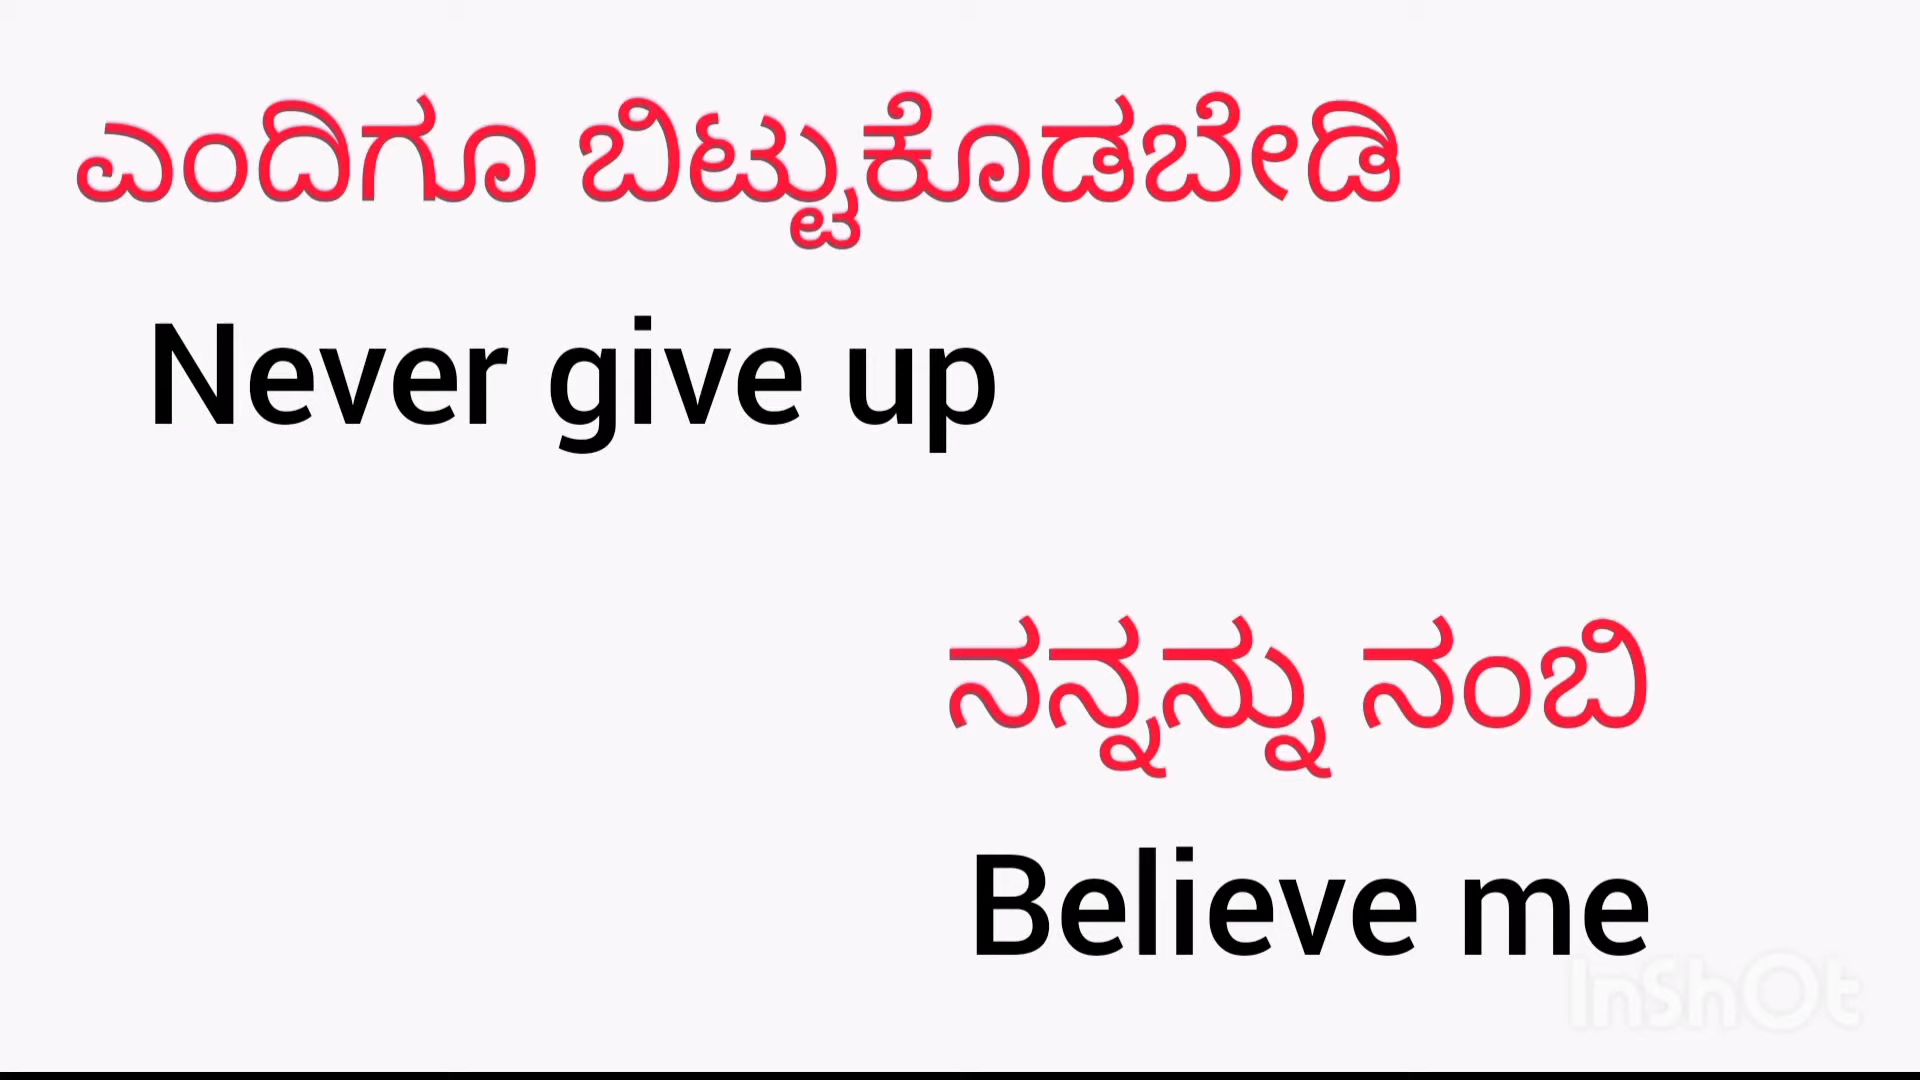 ಎಂದಿಗೂ ಬಿಟ್ಟುಕೊಡಬೇಡಿ
Never give up
ನನ್ನನ್ನು ನಂಬಿ
Believe me
InShOt